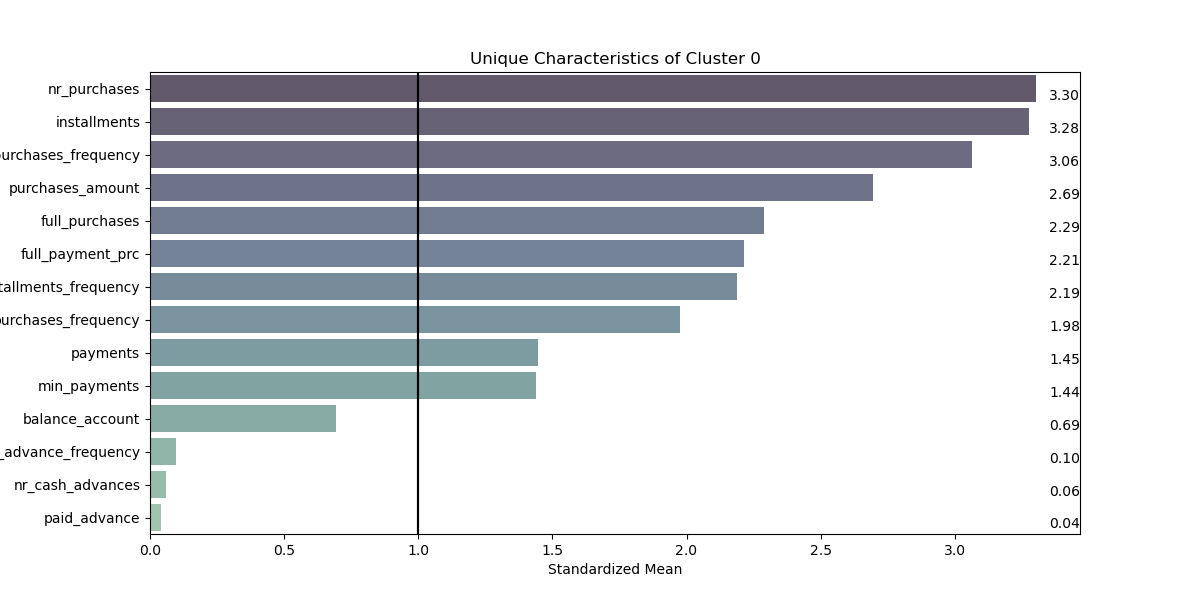 Unique Characteristics of Cluster 0
nr_purchases 3.30
installments 3.28
urchases_frequency 3.06
purchases_amount 2.69
full_purchases 2.29
full_payment_prc 2.21
tallments_frequency 2.19
urchases_frequency 1.98
payments 1.45
min_payments 1.44
balance_account 0.69
_advance_frequency 0.10
nr_cash_advances 0.06
paid_advance 0.04
0.0 0.5 1.0 1.5 2.0 2.5 3.0
Standardized Mean